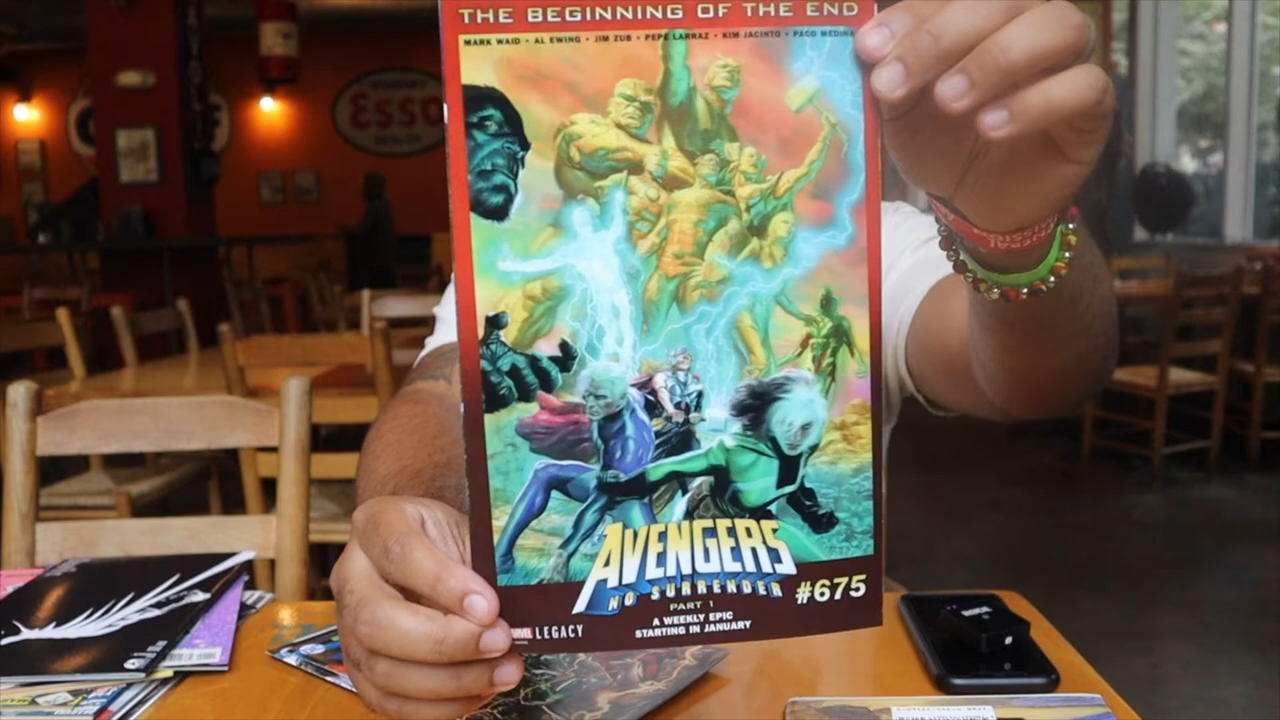 THE BEGINNING OF THE END
MARK WAID • AL EWING • JIM ZUB • PEPE LARRAZ • KIM JACINTO • PACO MEDINA
Esso
AVENGERS
NO SURRENDER
#675
PART 1
A WEEKLY EPIC
STARTING IN JANUARY
MARVEL LEGACY